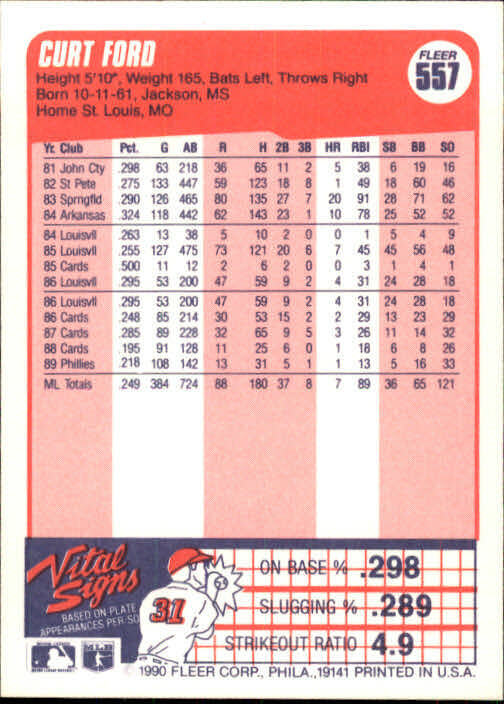 CURT FORD
FLEER
557
Height 5'10", Weight 165, Bats Left, Throws Right
Born 10-11-61, Jackson, MS
Home St. Louis, MO
Yr. Club Pct. G AB R H 2B 3B HR RBI SB BB SO
81 John Cty .298 63 218 36 65 11 2 5 38 6 19 16
82 St Pete .275 133 447 59 123 18 8 1 49 18 60 46
83 Sprngfld .290 126 465 80 135 27 7 20 91 28 71 62
84 Arkansas .324 118 442 62 143 23 1 10 78 25 52 52
84 Louisvll .263 13 38 5 10 2 0 0 1 5 4 9
85 Louisvll .255 127 475 73 121 20 6 7 45 45 56 48
85 Cards .500 11 12 2 6 2 0 0 3 1 4 1
86 Louisvll .295 53 200 47 59 9 2 4 31 24 28 18
86 Louisvll .295 53 200 47 59 9 2 4 31 24 28 18
86 Cards .248 85 214 30 53 15 2 2 29 13 23 29
87 Cards .285 89 228 32 65 9 5 3 26 11 14 32
88 Cards .195 91 128 11 25 6 0 1 18 6 8 26
89 Phillies .218 108 142 13 31 5 1 1 13 5 16 33
ML Totals .249 384 724 88 180 37 8 7 89 36 65 121
Vital
Signs
BASED ON PLATE
APPEARANCES PER SO
31
ON BASE % .298
SLUGGING % .289
STRIKEOUT RATIO 4.9
MLB
1990 FLEER CORP., PHILA., 19141 PRINTED IN U.S.A.